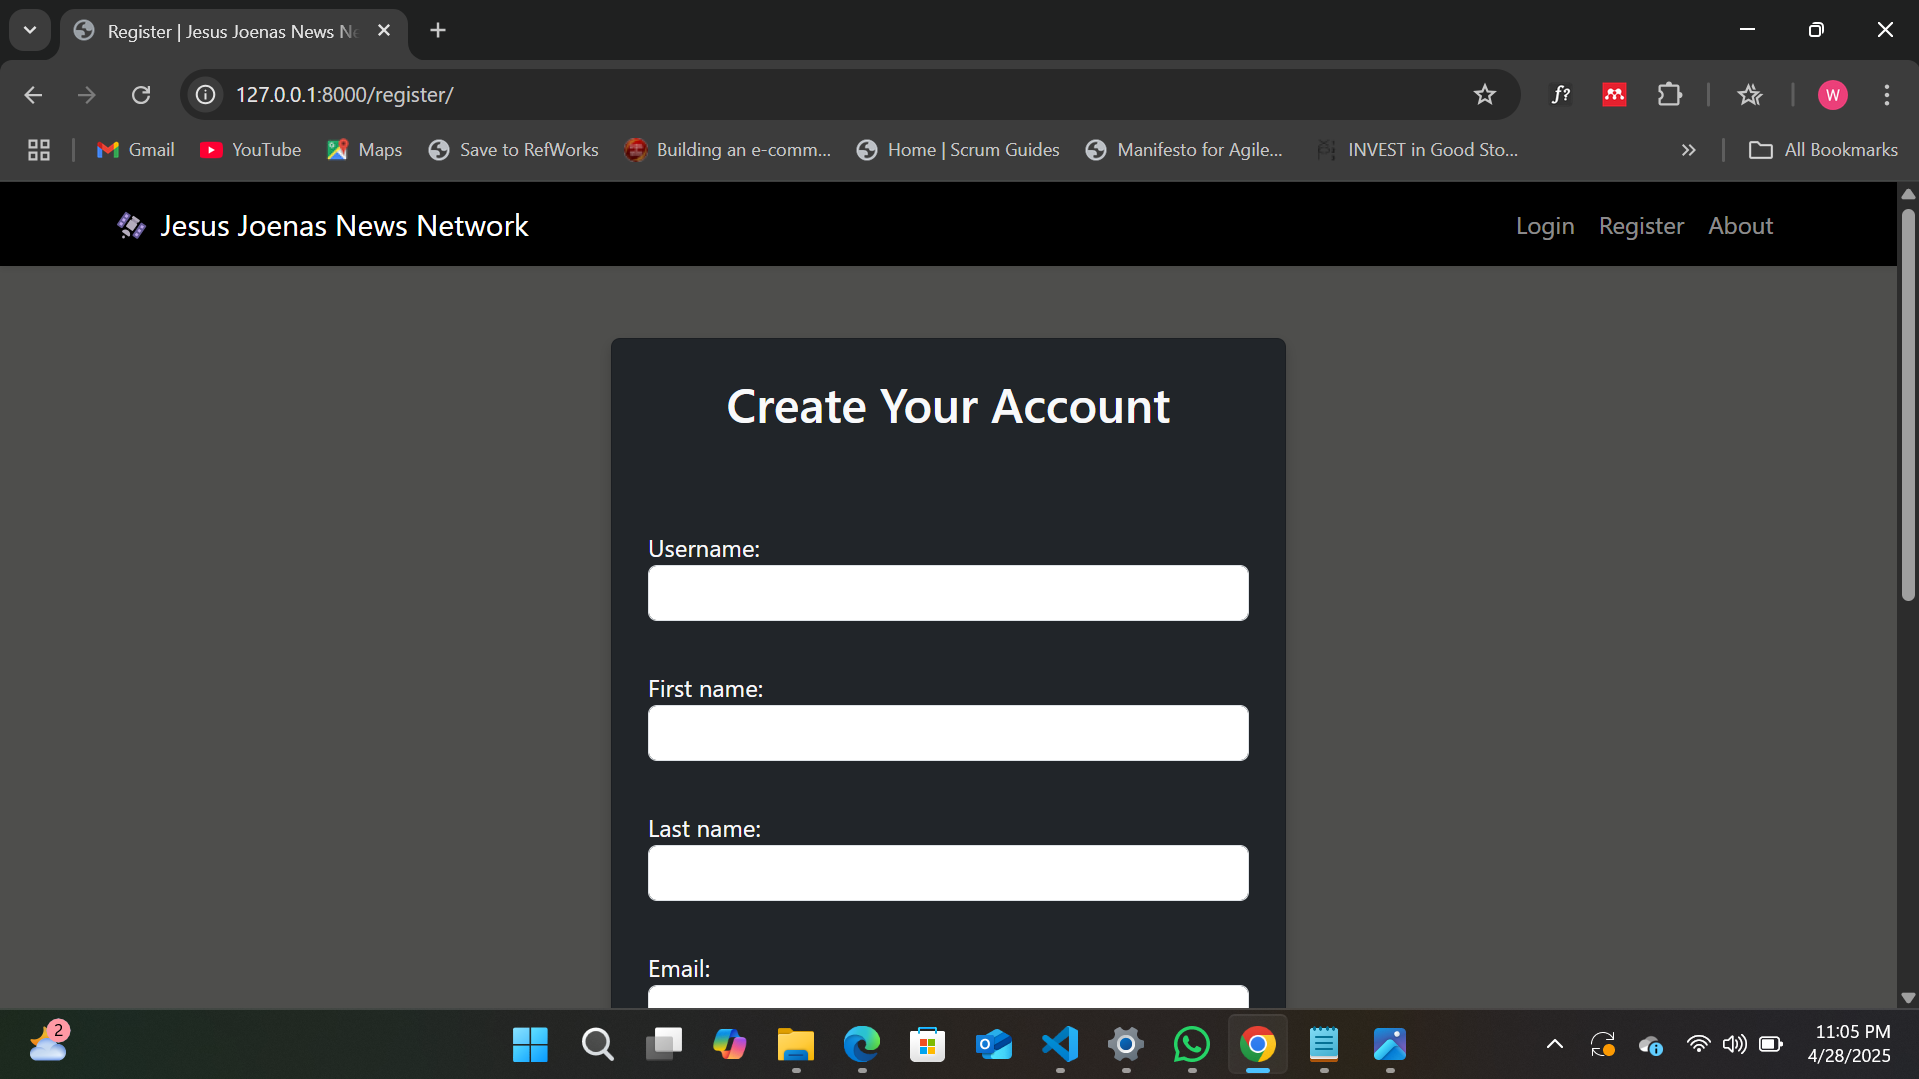 Register | Jesus Joenas News Ne
127.0.0.1:8000/register/
f?
W
Gmail
YouTube
Maps
Save to RefWorks
Building an e-comm...
Home | Scrum Guides
Manifesto for Agile...
INVEST in Good Sto...
All Bookmarks
Jesus Joenas News Network
Login
Register
About
Create Your Account
Username:
First name:
Last name:
Email:
2
11:05 PM
4/28/2025